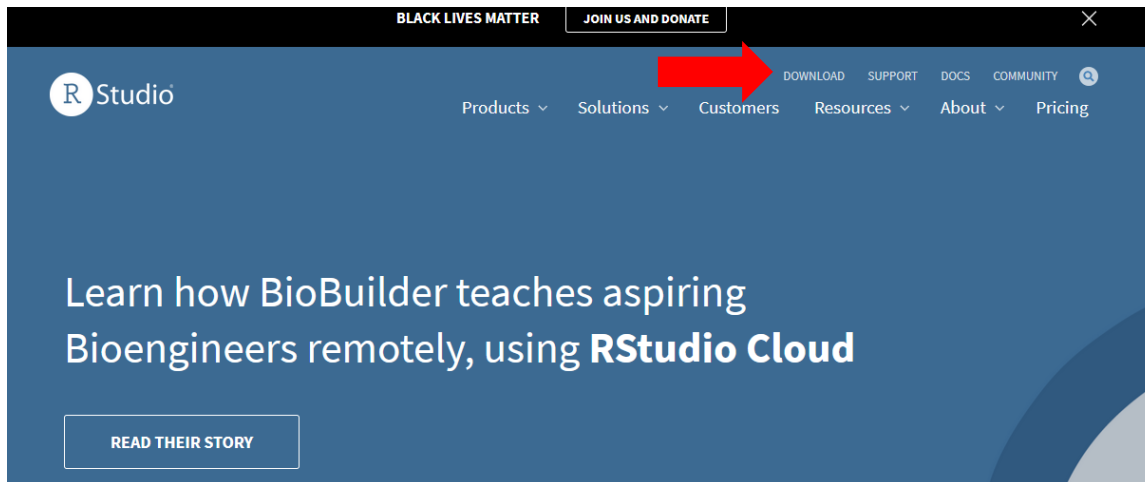 BLACK LIVES MATTER JOIN US AND DONATE
DOWNLOAD SUPPORT DOCS COMMUNITY
R Studio
Products Solutions Customers Resources About Pricing
Learn how BioBuilder teaches aspiring
Bioengineers remotely, using RStudio Cloud
READ THEIR STORY